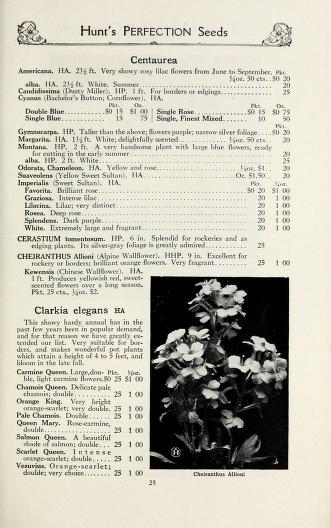 Hunt's PERFECTION Seeds
Centaurea
Americana. HA. 2½ ft. Very showy rosy lilac flowers from June to September, Pkt.
¼oz. 50 cts..$0 20
alba. HA. 2½ ft. White. Summer 20
Candidissima (Dusty Miller). HP. 1 ft. For borders or edgings 25
Cyanus (Bachelor's Button; Cornflower). HA.
Pkt. Oz. Pkt. Oz.
Double Blue $0 15 $1 00 Single Rose $0 15 $0 75
Single Blue 15 75 Single, Finest Mixed 10 50
Pkt.
Gymnocarpa. HP. Taller than the above; flowers purple; narrow silver foliage $0 20
Margarita. HA. 1½ ft. White; delightfully scented ¼oz. 50 cts.. 20
Montana. HP. 2 ft. A very handsome plant with large blue flowers, ready
for cutting in the early summer 20
alba. HP. 2 ft. White 25
Odorata, Chameleon. HA. Yellow and rose ¼oz. $1.. 20
Suaveolens (Yellow Sweet Sultan). HA Oz. $1.50.. 20
Imperialis (Sweet Sultan). HA. Pkt. ¼oz.
Favorita. Brilliant rose $0 20 $1 00
Graziosa. Intense lilac 20 1 00
Lilacina. Lilac; very distinct 20 1 00
Rosea. Deep rose 20 1 00
Splendens. Dark purple 20 1 00
White. Extremely large and fragrant 20 1 00
CERASTIUM tomentosum. HP. 6 in. Splendid for rockeries and as
edging plants. Its silver-gray foliage is greatly admired 25
CHEIRANTHUS Allioni (Alpine Wallflower). HHP. 9 in. Excellent for
rockery or borders; brilliant orange flowers. Very fragrant 25 1 00
Kewensis (Chinese Wallflower). HA.
1 ft. Produces yellowish red, sweet-
scented flowers over a long season.
Pkt. 25 cts., ¼oz. $2.
Clarkia elegans HA
This showy hardy annual has in the
past few years been in popular demand,
and for that reason we have greatly ex-
tended our list. Very suitable for bor-
ders, and makes wonderful pot plants
which attain a height of 4 to 5 feet, and
bloom in the late fall.
Carmine Queen. Large, dou- Pkt. ¼oz.
ble, light carmine flowers.$0 25 $1 00
Chamois Queen. Delicate pale
chamois; double 25 1 00
Orange King. Very bright
orange-scarlet; very double. 25 1 00
Pale Chamois. Double 25 1 00
Queen Mary. Rose-carmine,
double 25 1 00
Salmon Queen. A beautiful
shade of salmon; double 25 1 00
Scarlet Queen. Intense
orange-scarlet; double 25 1 00
Vesuvius. Orange-scarlet;
double; very choice 25 1 00
H
Cheiranthus Allioni
25